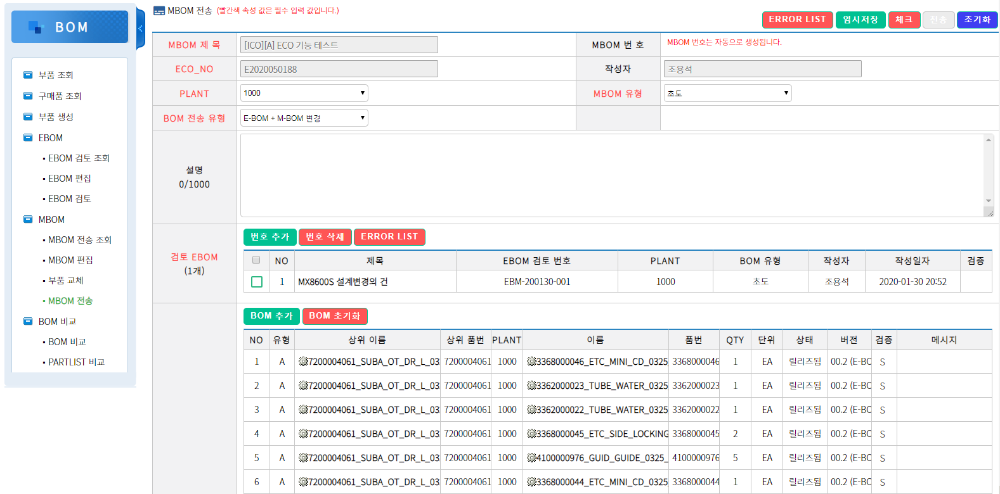 BOM
부품 조회
구매품 조회
부품 생성
EBOM
EBOM 검토 조회
EBOM 편집
EBOM 검토
MBOM
MBOM 전송 조회
MBOM 편집
부품 교체
MBOM 전송
BOM 비교
BOM 비교
PARTLIST 비교
MBOM 전송 (빨간색 속성 값은 필수 입력 값입니다.)
ERROR LIST 임시저장 체크 전송 초기화
MBOM 제 목 [ICO][A] ECO 기능 테스트 MBOM 번 호 MBOM 번호는 자동으로 생성됩니다.
ECO_NO E2020050188 작성자 조용석
PLANT 1000 MBOM 유형 초도
BOM 전송 유형 E-BOM + M-BOM 변경
설명
0/1000
검토 EBOM
(1개)
번호 추가 번호 삭제 ERROR LIST
NO 제목 EBOM 검토 번호 PLANT BOM 유형 작성자 작성일자 검증
1 MX8600S 설계변경의 건 EBM-200130-001 1000 초도 조용석 2020-01-30 20:52
BOM 추가 BOM 초기화
NO 유형 상위 이름 상위 품번 PLANT 이름 품번 QTY 단위 상태 버전 검증 메시지
1 A 7200004061_SUBA_OT_DR_L_03 7200004061 1000 3368000046_ETC_MINI_CD_0325_ 3368000046 1 EA 릴리즈됨 00.2 (E-BO S
2 A 7200004061_SUBA_OT_DR_L_03 7200004061 1000 3362000023_TUBE_WATER_0325_ 3362000023 1 EA 릴리즈됨 00.2 (E-BO S
3 A 7200004061_SUBA_OT_DR_L_03 7200004061 1000 3362000022_TUBE_WATER_0325_ 3362000022 1 EA 릴리즈됨 00.2 (E-BO S
4 A 7200004061_SUBA_OT_DR_L_03 7200004061 1000 3368000045_ETC_SIDE_LOCKING 3368000045 2 EA 릴리즈됨 00.2 (E-BO S
5 A 7200004061_SUBA_OT_DR_L_03 7200004061 1000 4100000976_GUID_GUIDE_0325_ 4100000976 5 EA 릴리즈됨 00.2 (E-BO S
6 A 7200004061_SUBA_OT_DR_L_03 7200004061 1000 3368000044_ETC_MINI_CD_0325_ 3368000044 1 EA 릴리즈됨 00.2 (E-BO S